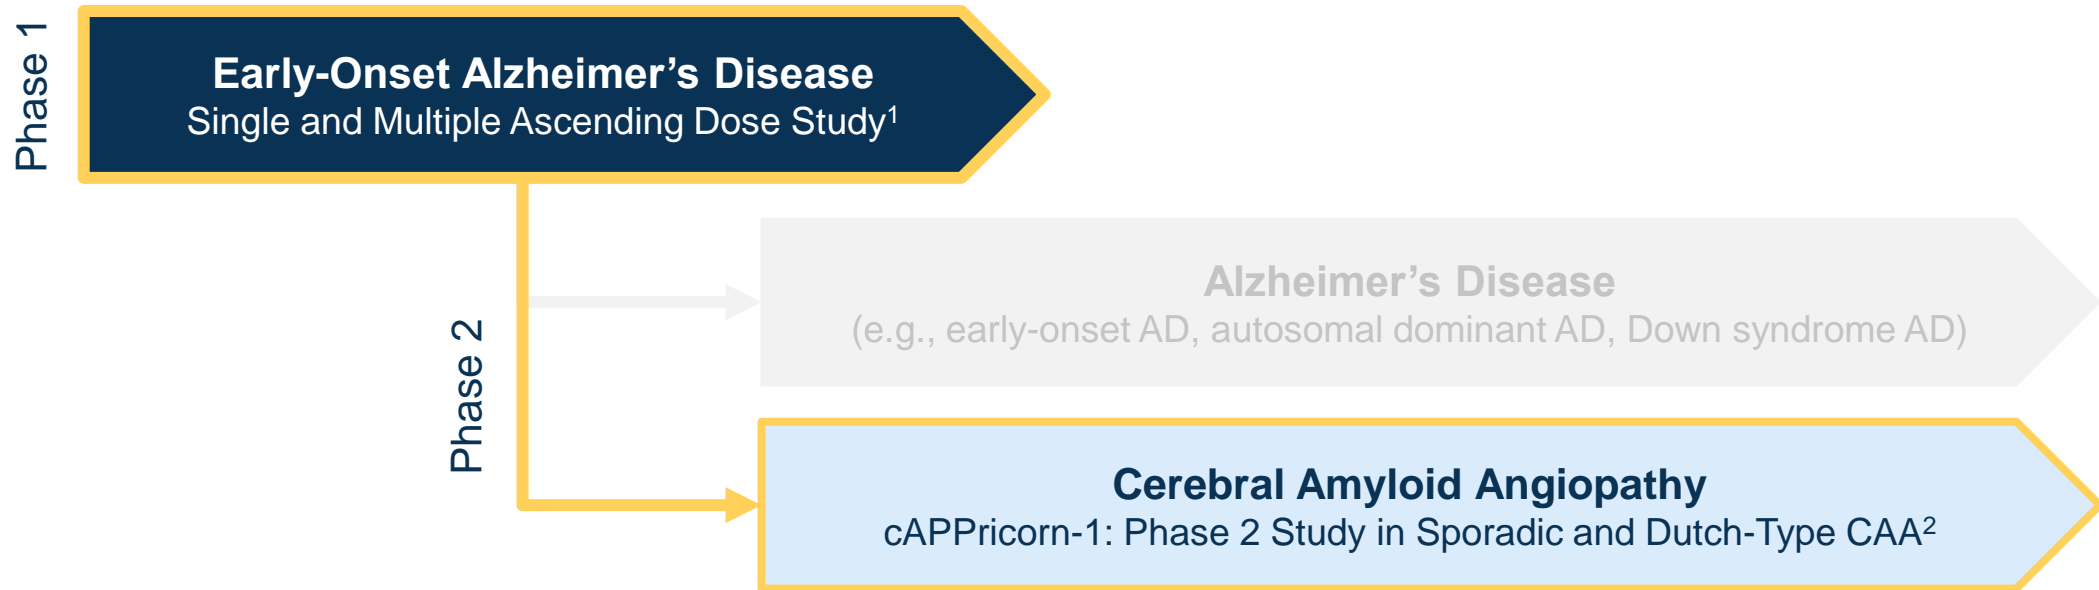 Phase 1
Early-Onset Alzheimer’s Disease
Single and Multiple Ascending Dose Study¹
Phase 2
Alzheimer’s Disease
(e.g., early-onset AD, autosomal dominant AD, Down syndrome AD)
Cerebral Amyloid Angiopathy
cAPPricorn-1: Phase 2 Study in Sporadic and Dutch-Type CAA²